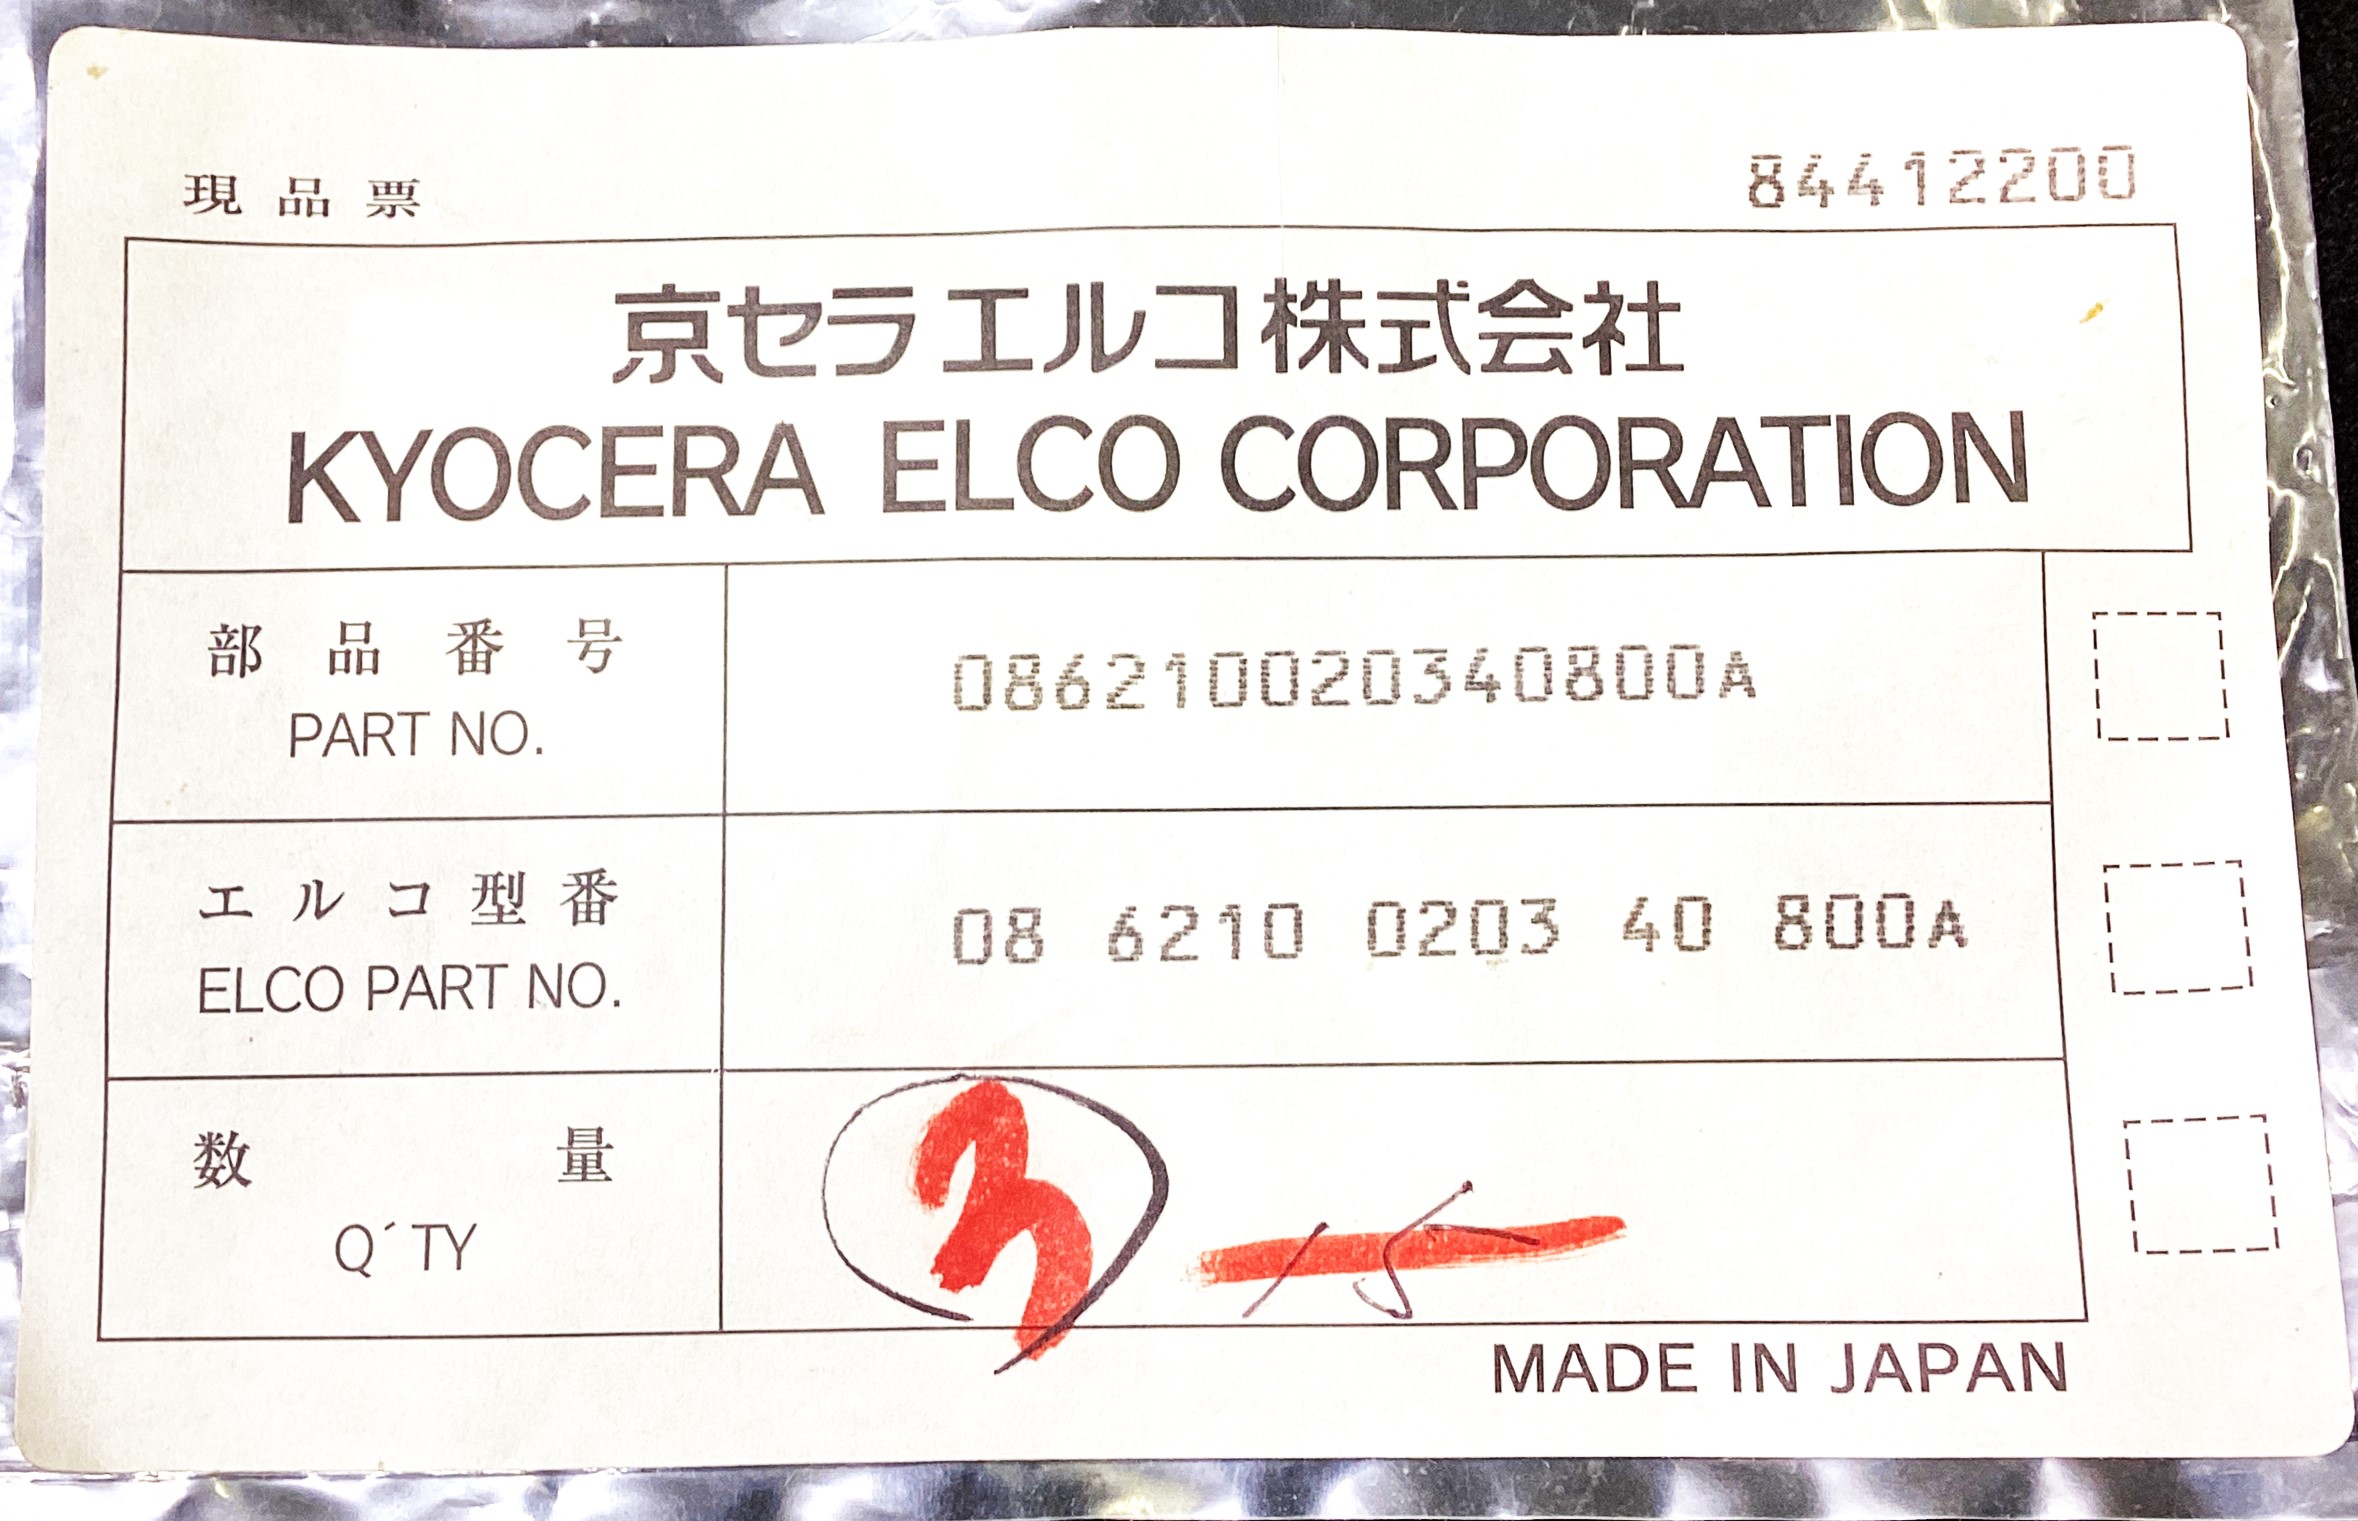 現品票
84412200
京セラエルコ株式会社
KYOCERA ELCO CORPORATION
部品番号
PART NO.
086210020340800A
エルコ型番
ELCO PART NO.
08 6210 0203 40 800A
数量
Q´TY
3 15
MADE IN JAPAN